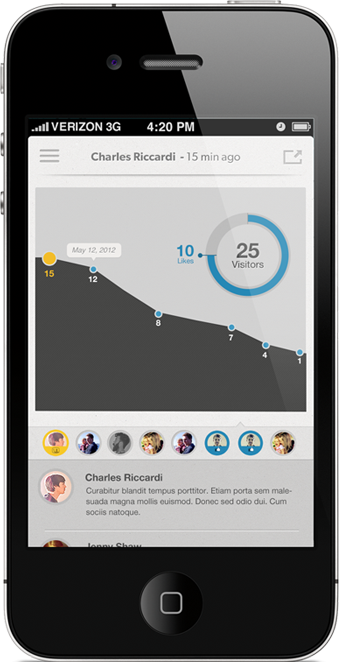 VERIZON 3G 4:20 PM
Charles Riccardi - 15 min ago
May 12, 2012
10
Likes
25
Visitors
15
12
8
7
4
1
Charles Riccardi
Curabitur blandit tempus porttitor. Etiam porta sem male-
suada magna mollis euismod. Donec sed odio dui. Cum
sociis natoque.
Jenny Shaw